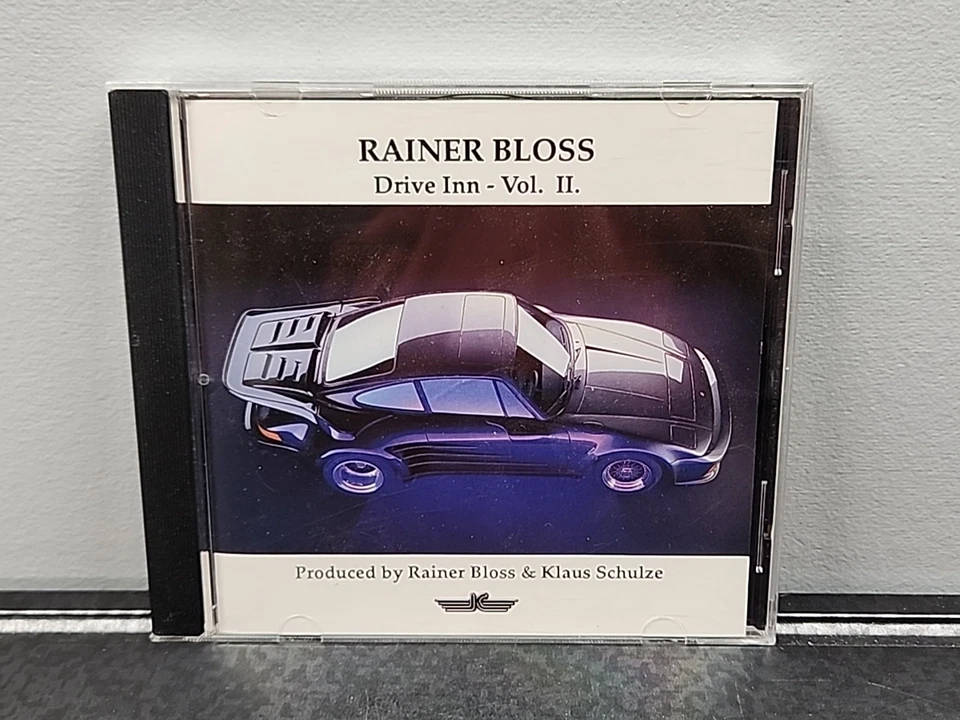 RAINER BLOSS
Drive Inn - Vol. II.
Produced by Rainer Bloss & Klaus Schulze